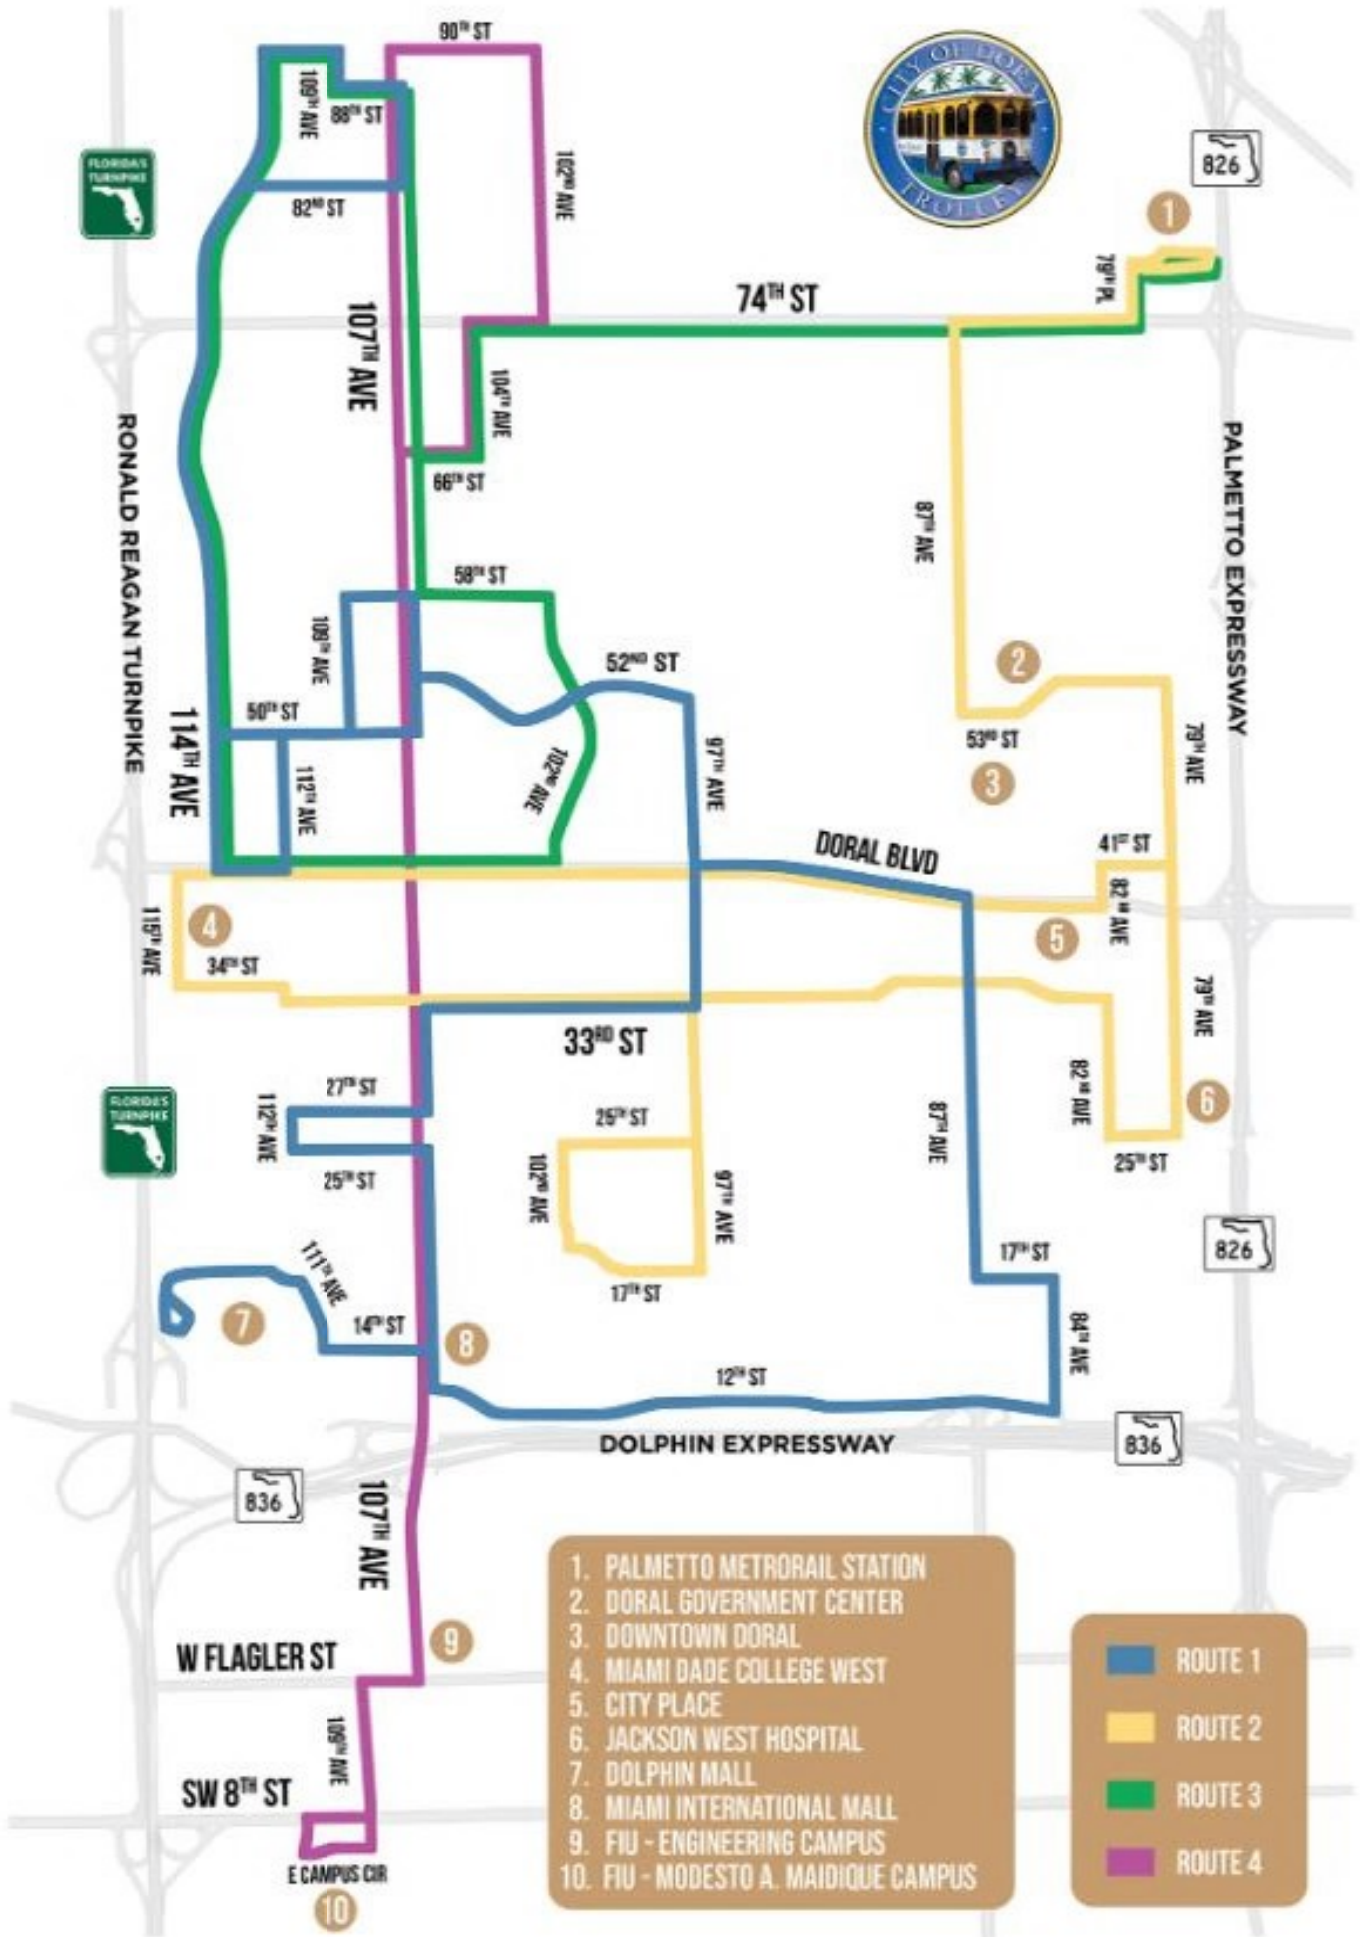 90TH ST
CITY OF DORAL
TROLLEY
109TH AVE
88TH ST
826
FLORIDA'S
TURNPIKE
102ND AVE
82ND ST
1
79TH PL
74TH ST
107TH AVE
104TH AVE
RONALD REAGAN TURNPIKE
PALMETTO EXPRESSWAY
66TH ST
87TH AVE
58TH ST
109TH AVE
52ND ST
2
50TH ST
114TH AVE
53RD ST
97TH AVE
79TH AVE
112TH AVE
102ND AVE
3
DORAL BLVD
41ST ST
82ND AVE
115TH AVE
4
5
34TH ST
79TH AVE
33RD ST
27TH ST
82ND AVE
6
FLORIDA'S
TURNPIKE
112TH AVE
25TH ST
87TH AVE
25TH ST
25TH ST
102ND AVE
97TH AVE
826
111TH AVE
17TH ST
17TH ST
7
14TH ST
8
84TH AVE
12TH ST
DOLPHIN EXPRESSWAY
836
836
107TH AVE
9
W FLAGLER ST
109TH AVE
SW 8TH ST
E CAMPUS CIR
10
1. PALMETTO METRORAIL STATION
2. DORAL GOVERNMENT CENTER
3. DOWNTOWN DORAL
4. MIAMI DADE COLLEGE WEST
5. CITY PLACE
6. JACKSON WEST HOSPITAL
7. DOLPHIN MALL
8. MIAMI INTERNATIONAL MALL
9. FIU - ENGINEERING CAMPUS
10. FIU - MODESTO A. MAIDIQUE CAMPUS
ROUTE 1
ROUTE 2
ROUTE 3
ROUTE 4